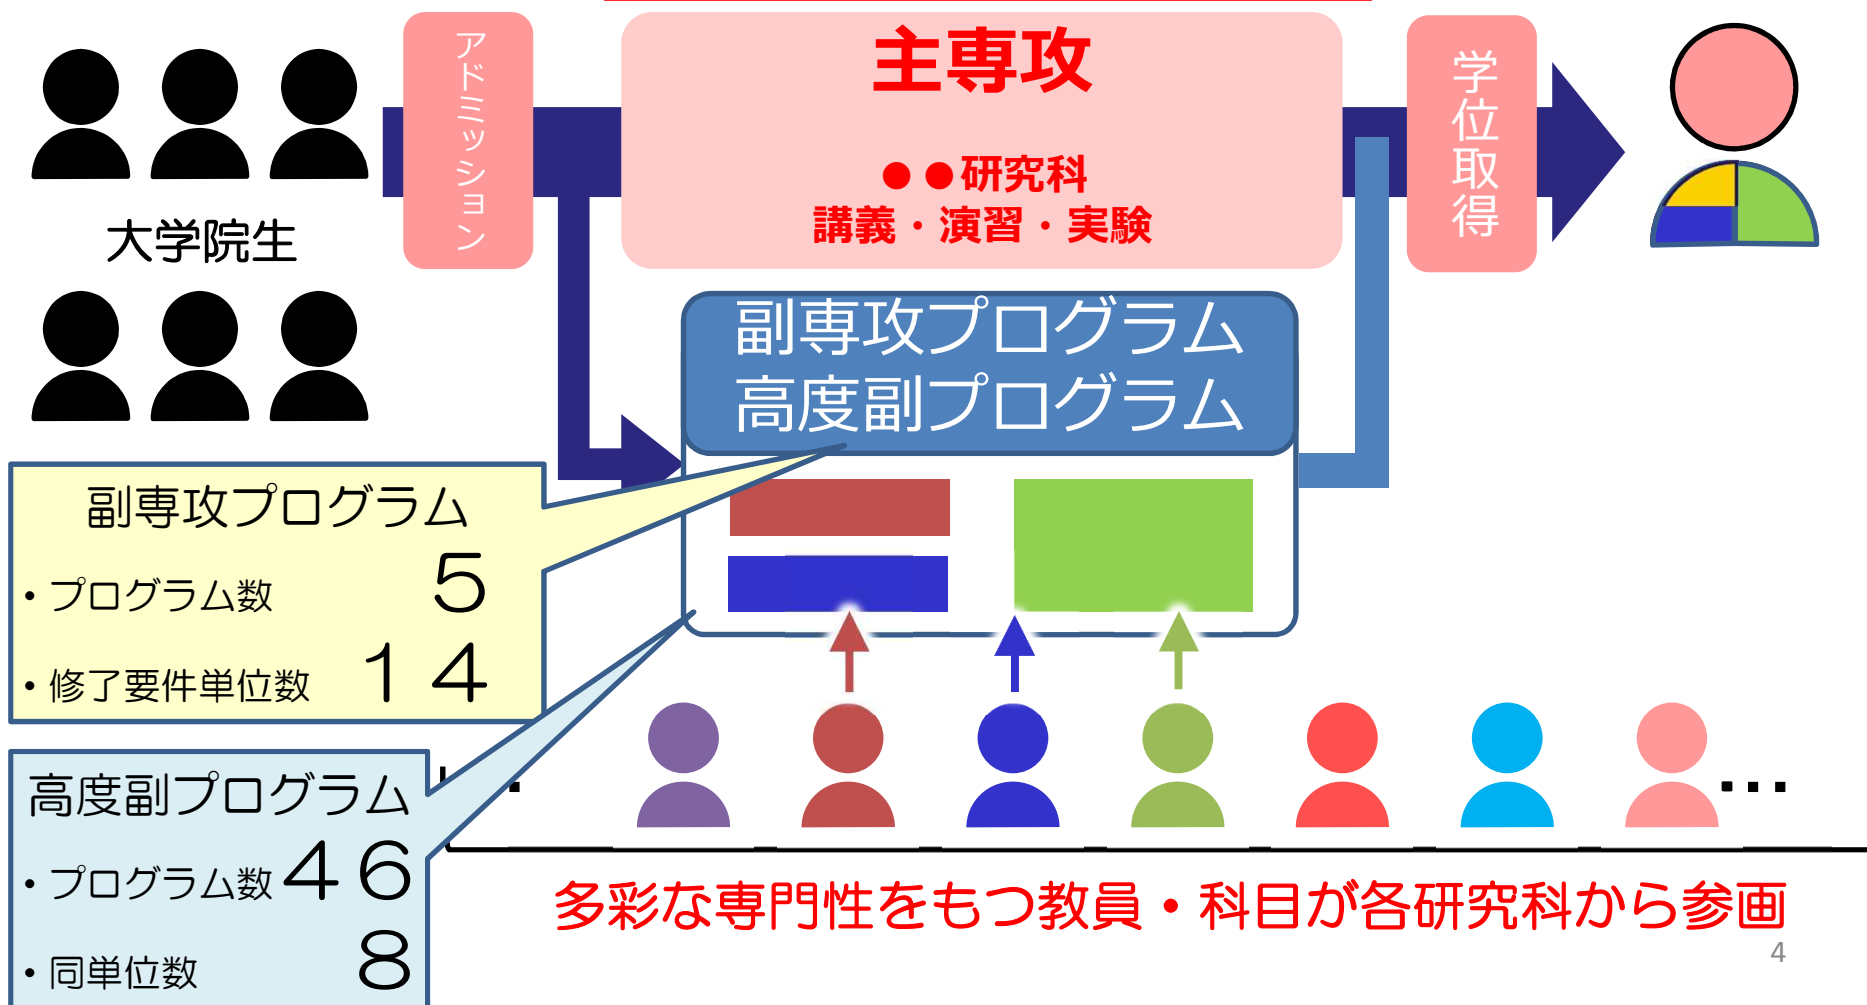 アドミッション
主専攻
●●研究科
講義・演習・実験
学位取得
大学院生
副専攻プログラム
高度副プログラム
副専攻プログラム
・プログラム数 5
・修了要件単位数 14
高度副プログラム
・プログラム数 46
・同単位数 8
…
多彩な専門性をもつ教員・科目が各研究科から参画
4